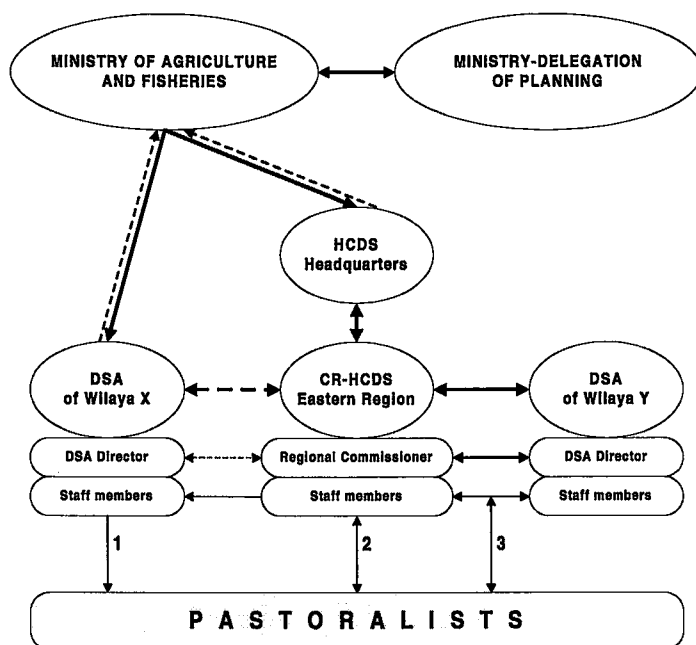 MINISTRY OF AGRICULTURE
AND FISHERIES
MINISTRY-DELEGATION
OF PLANNING
HCDS
Headquarters
DSA
of Wilaya X
CR-HCDS
Eastern Region
DSA
of Wilaya Y
DSA Director
Regional Commissioner
DSA Director
Staff members
Staff members
Staff members
1
2
3
PASTORALISTS